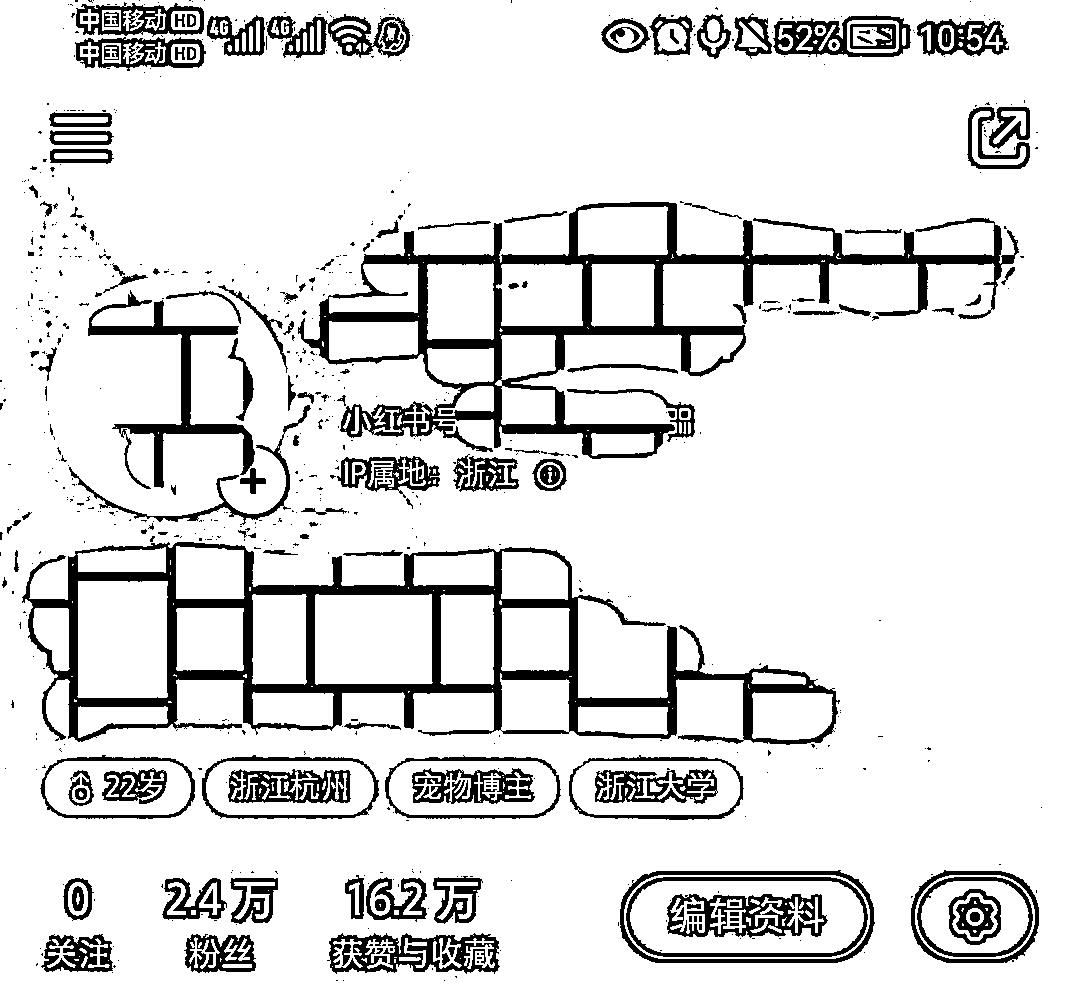 中国移动 HD 4G 4G 52% 10:54
中国移动 HD
小红书号
IP属地：浙江
22岁 浙江杭州 宠物博主 浙江大学
0 2.4万 16.2万
关注 粉丝 获赞与收藏 编辑资料